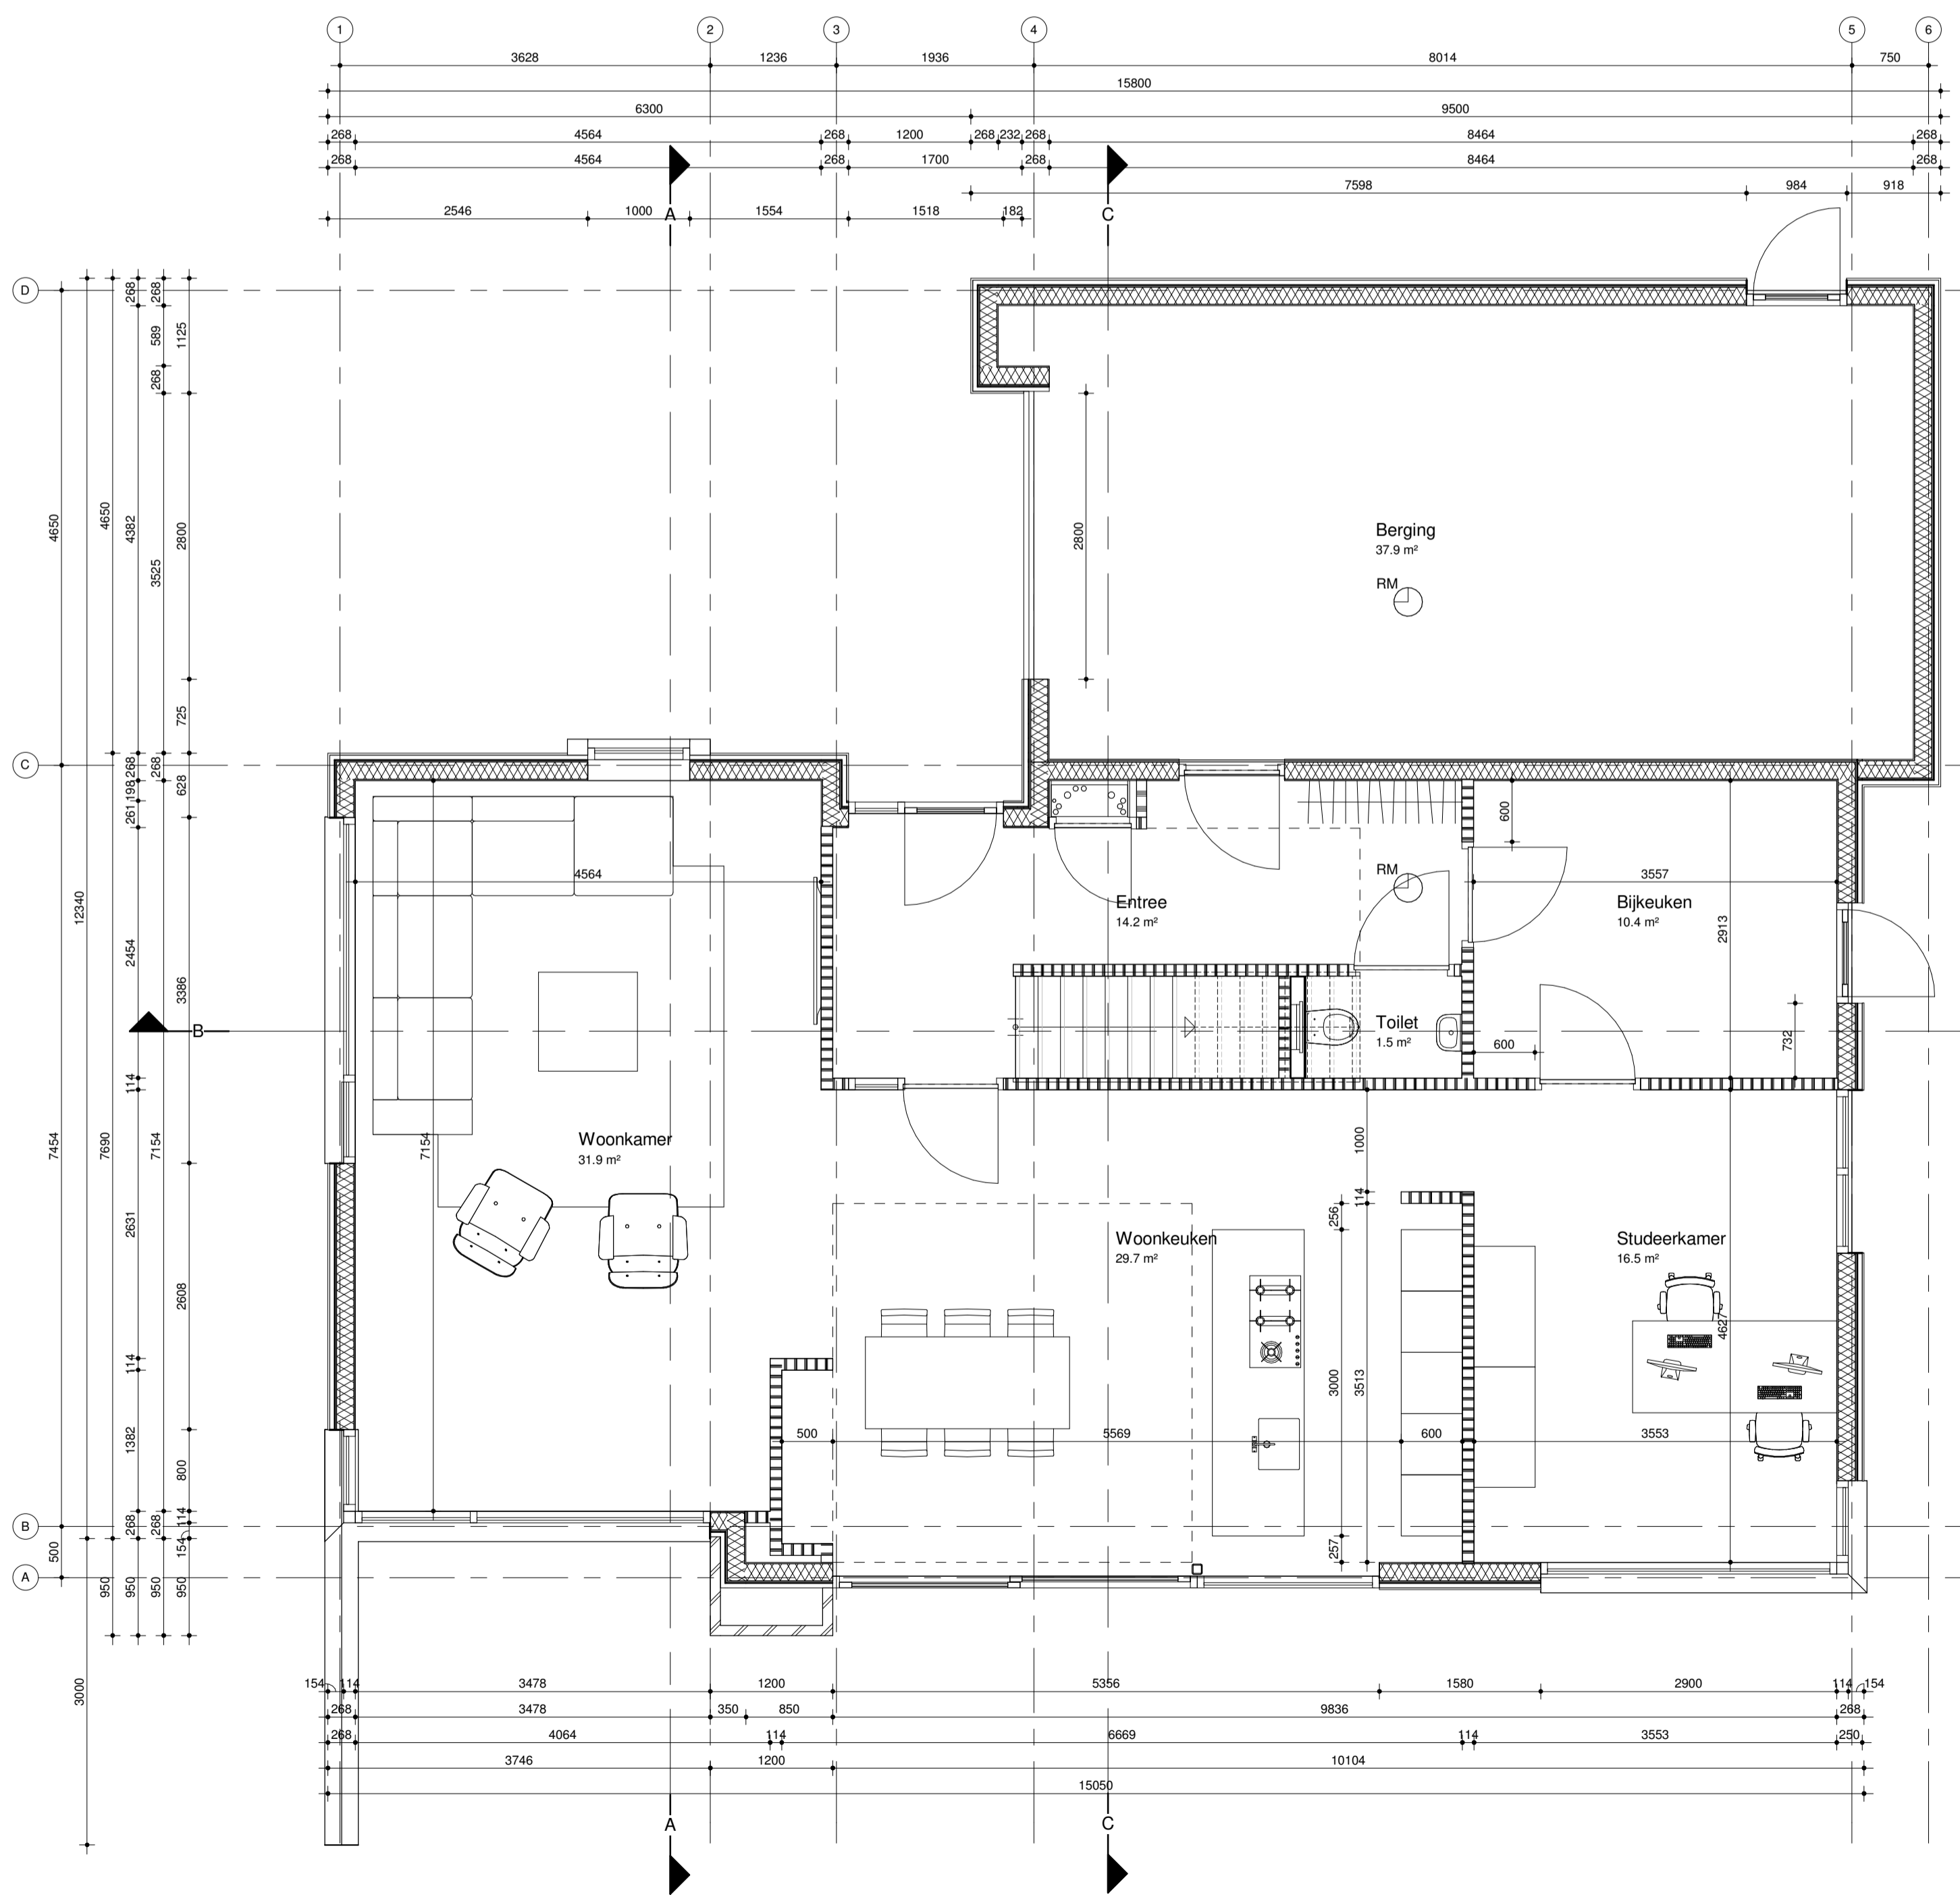 1 2 3 4 5 6
3628 1236 1936 8014 750
15800
6300 9500
268 4564 268 1200 268 232 268 8464 268
268 4564 268 1700 268 8464 268
7598 984 918
2546 1000 1554 1518 182
A C
D
268 268
589 1125
268
4650 4650 4382 3525 2800
2800
Berging
37.9 m²
RM
725
C
268 268
198 628
261
600
12340
4564
RM
3557
Entree
14.2 m²
Bijkeuken
10.4 m²
2913
2454 3386
B
Toilet
1.5 m²
600
732
114
7454 7690 7154
7154
Woonkamer
31.9 m²
1000
114
256
2631
Woonkeuken
29.7 m²
Studeerkamer
16.5 m²
2608
4627
114
3000 3513
1382 800
500 5569 600 3553
B
268 268 114
154
257
500
A
950 950 950 950
3000
154 114 3478 1200 5356 1580 2900 114 154
268 3478 350 850 9836 268
268 4064 114 6669 114 3553 250
3746 1200 10104
15050
A C